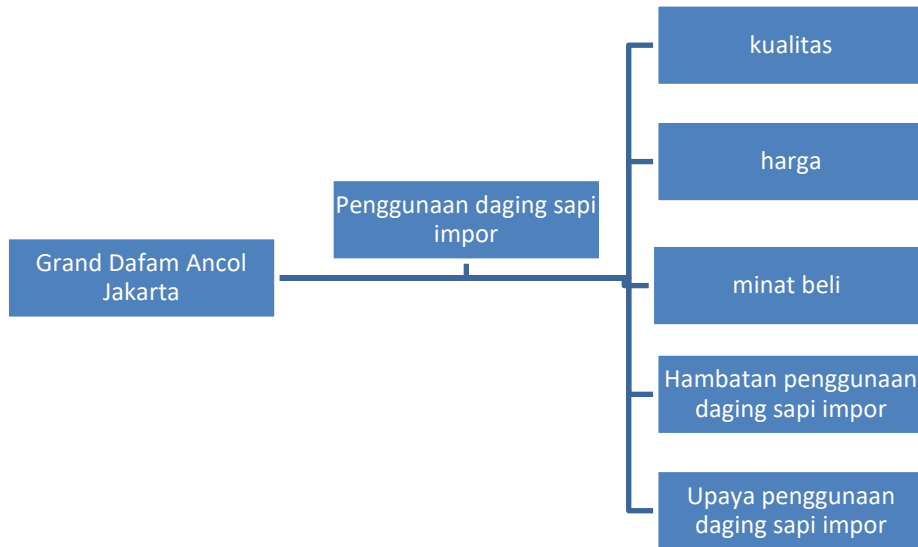 Grand Dafam Ancol
Jakarta
Penggunaan daging sapi
impor
kualitas
harga
minat beli
Hambatan penggunaan
daging sapi impor
Upaya penggunaan
daging sapi impor